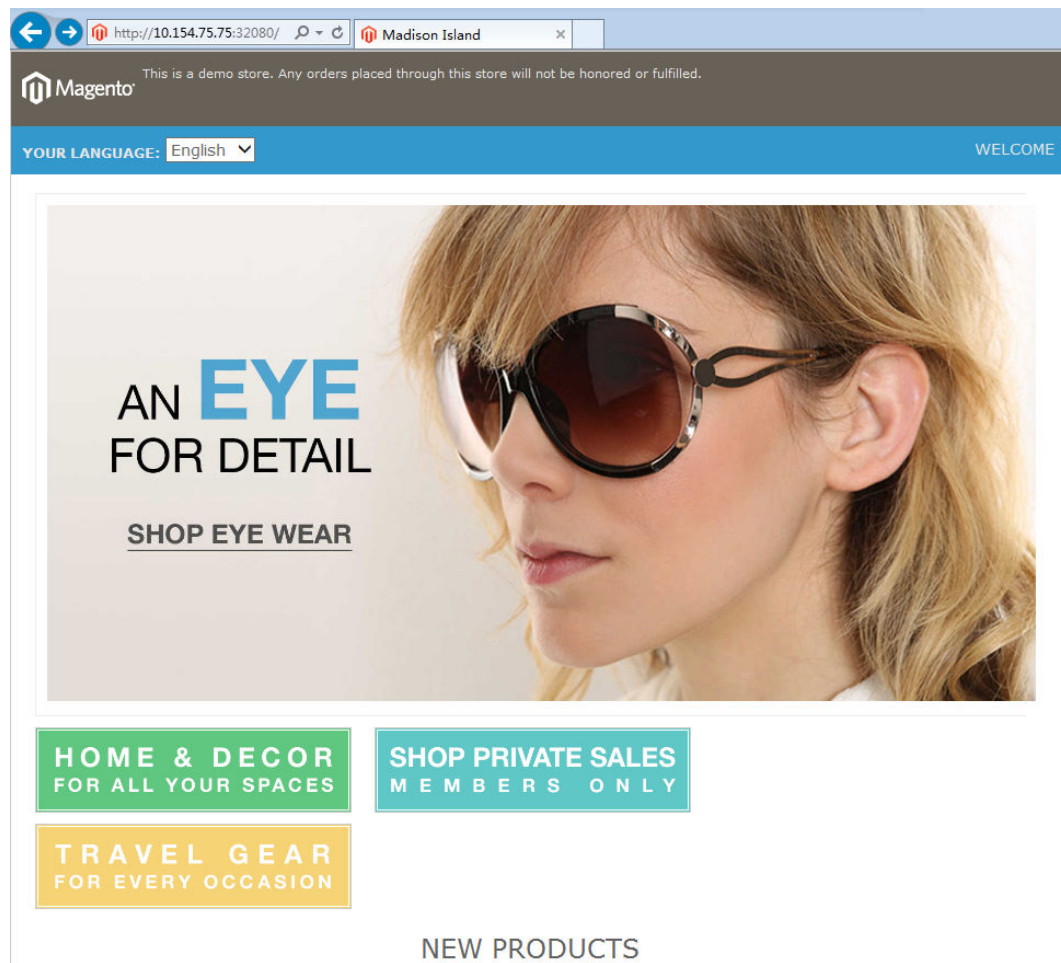 http://10.154.75.75:32080/
Madison Island
Magento
This is a demo store. Any orders placed through this store will not be honored or fulfilled.
YOUR LANGUAGE: English
WELCOME
AN EYE
FOR DETAIL
SHOP EYE WEAR
HOME & DECOR
FOR ALL YOUR SPACES
SHOP PRIVATE SALES
MEMBERS ONLY
TRAVEL GEAR
FOR EVERY OCCASION
NEW PRODUCTS